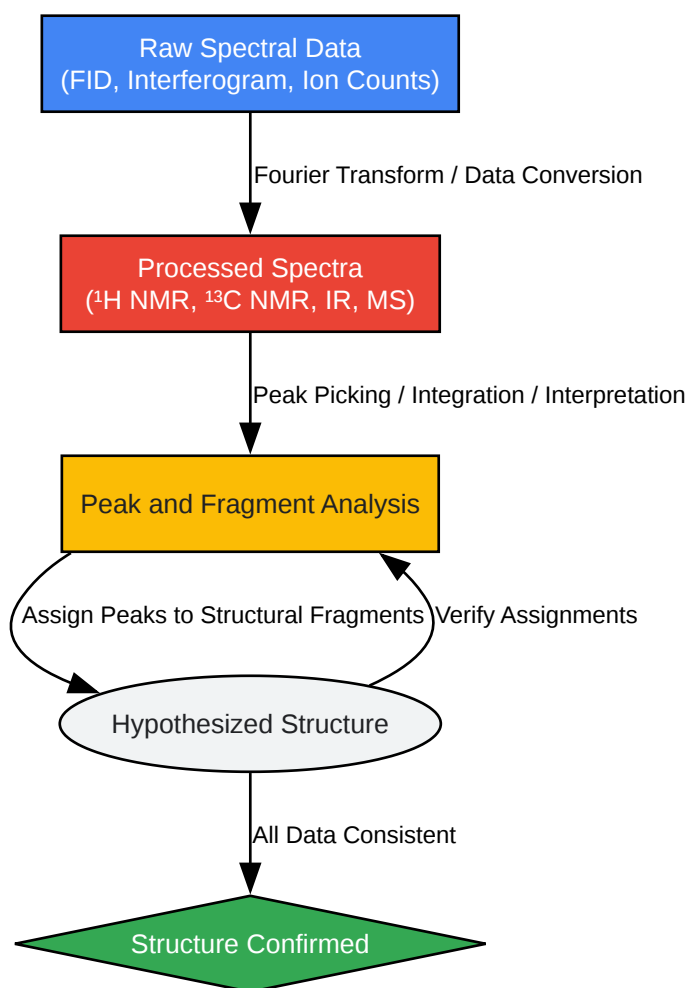 Raw Spectral Data
(FID, Interferogram, Ion Counts)
Fourier Transform / Data Conversion
Processed Spectra
(¹H NMR, ¹³C NMR, IR, MS)
Peak Picking / Integration / Interpretation
Peak and Fragment Analysis
Assign Peaks to Structural Fragments
Verify Assignments
Hypothesized Structure
All Data Consistent
Structure Confirmed